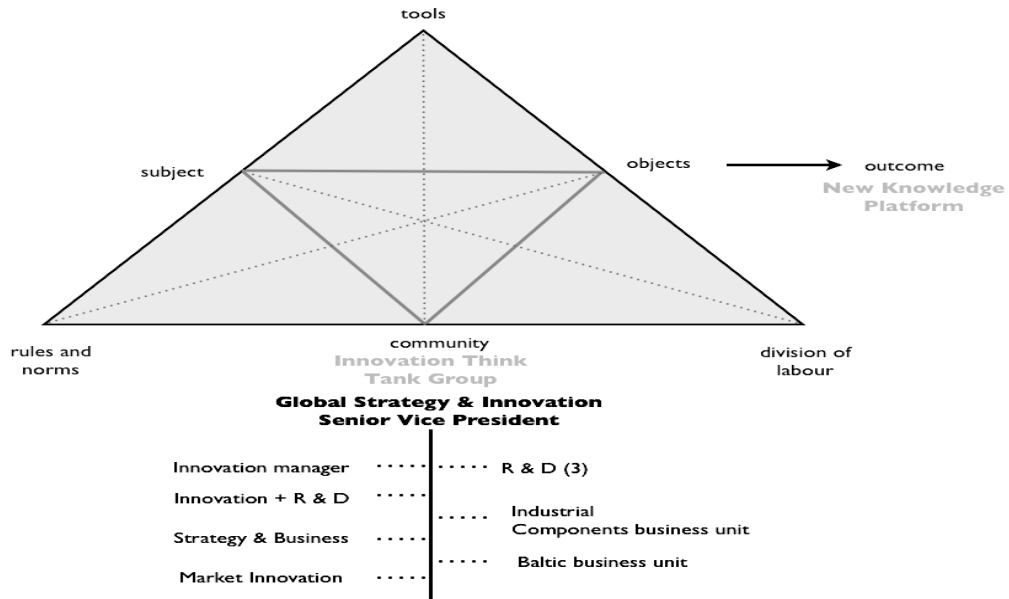 tools
subject
objects
outcome
New Knowledge
Platform
rules and
norms
community
Innovation Think
Tank Group
division of
labour
Global Strategy & Innovation
Senior Vice President
Innovation manager
R & D (3)
Innovation + R & D
Industrial
Components business unit
Strategy & Business
Baltic business unit
Market Innovation